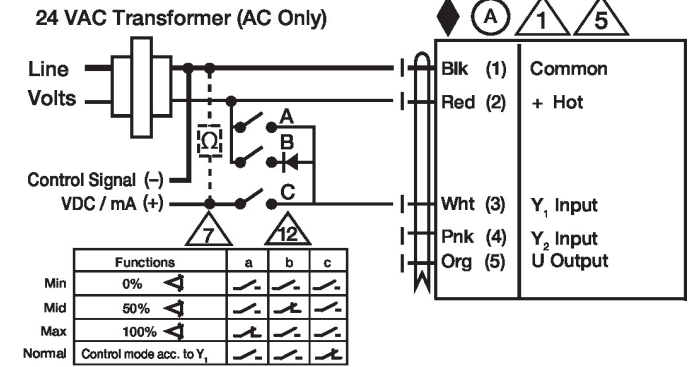 24 VAC Transformer (AC Only)
A 1 5
Line
Volts
Blk (1) Common
Red (2) + Hot
A
Ω
B
Control Signal (–)
VDC / mA (+)
C
Wht (3) Y1 Input
Pnk (4) Y2 Input
Org (5) U Output
7 12
Functions a b c
Min 0%
Mid 50%
Max 100%
Normal Control mode acc. to Y1